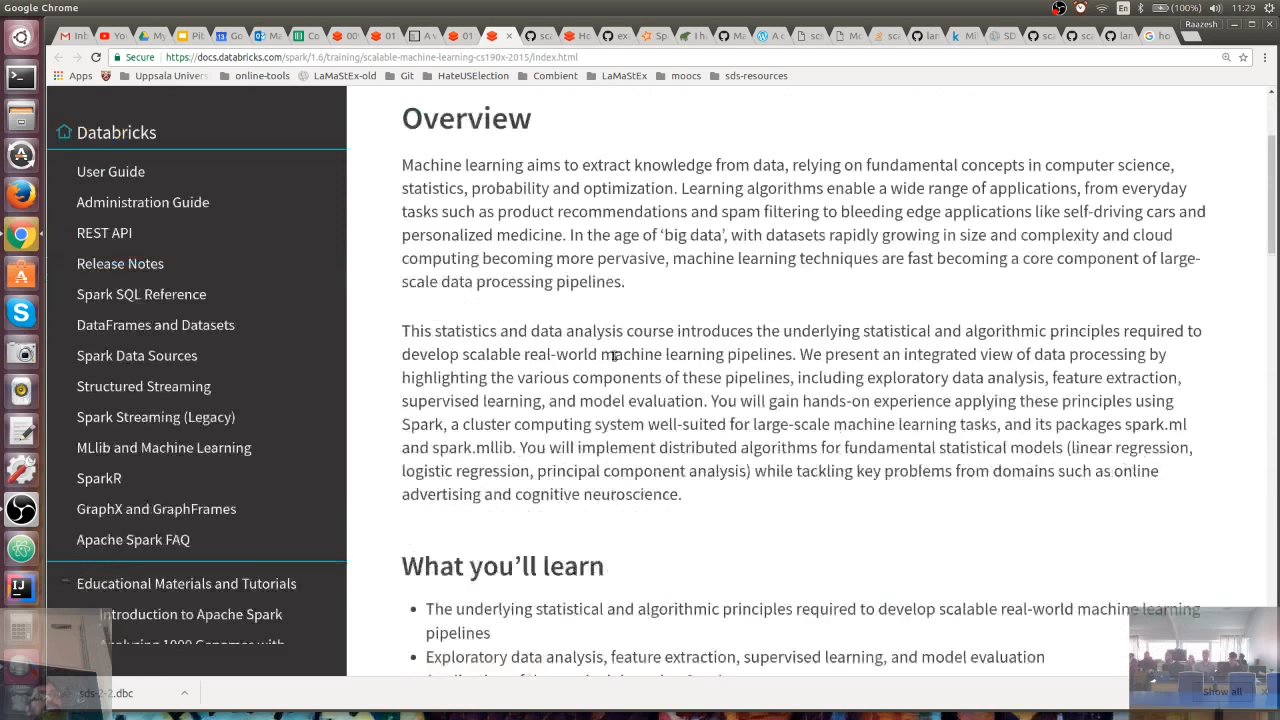 Google Chrome
En
(100%)
11:29
Raazesh
Secure
https://docs.databricks.com/spark/1.6/training/scalable-machine-learning-cs190x-2015/index.html
Apps
Uppsala Univers
online-tools
LaMaStEx-old
Git
HateUSElection
Combient
LaMaStEx
moocs
sds-resources
Databricks
User Guide
Administration Guide
REST API
Release Notes
Spark SQL Reference
DataFrames and Datasets
Spark Data Sources
Structured Streaming
Spark Streaming (Legacy)
MLlib and Machine Learning
SparkR
GraphX and GraphFrames
Apache Spark FAQ
Educational Materials and Tutorials
Introduction to Apache Spark
Analyzing 1000 Genomes with
Overview
Machine learning aims to extract knowledge from data, relying on fundamental concepts in computer science,
statistics, probability and optimization. Learning algorithms enable a wide range of applications, from everyday
tasks such as product recommendations and spam filtering to bleeding edge applications like self-driving cars and
personalized medicine. In the age of ‘big data’, with datasets rapidly growing in size and complexity and cloud
computing becoming more pervasive, machine learning techniques are fast becoming a core component of large-
scale data processing pipelines.
This statistics and data analysis course introduces the underlying statistical and algorithmic principles required to
develop scalable real-world machine learning pipelines. We present an integrated view of data processing by
highlighting the various components of these pipelines, including exploratory data analysis, feature extraction,
supervised learning, and model evaluation. You will gain hands-on experience applying these principles using
Spark, a cluster computing system well-suited for large-scale machine learning tasks, and its packages spark.ml
and spark.mllib. You will implement distributed algorithms for fundamental statistical models (linear regression,
logistic regression, principal component analysis) while tackling key problems from domains such as online
advertising and cognitive neuroscience.
What you’ll learn
The underlying statistical and algorithmic principles required to develop scalable real-world machine learning
pipelines
Exploratory data analysis, feature extraction, supervised learning, and model evaluation
sds-2-2.dbc
Show all